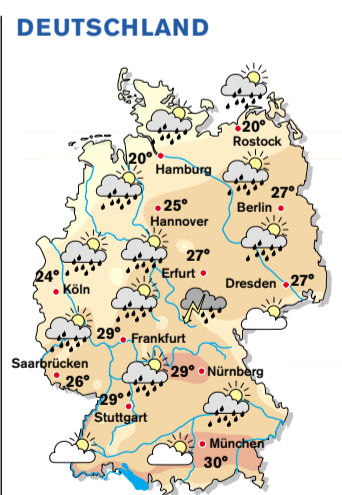 DEUTSCHLAND
20°
Rostock
20°
Hamburg
25°
Hannover
27°
Berlin
27°
Erfurt
24°
Köln
Dresden
27°
29°
Frankfurt
Saarbrücken
26°
29°
Nürnberg
29°
Stuttgart
München
30°